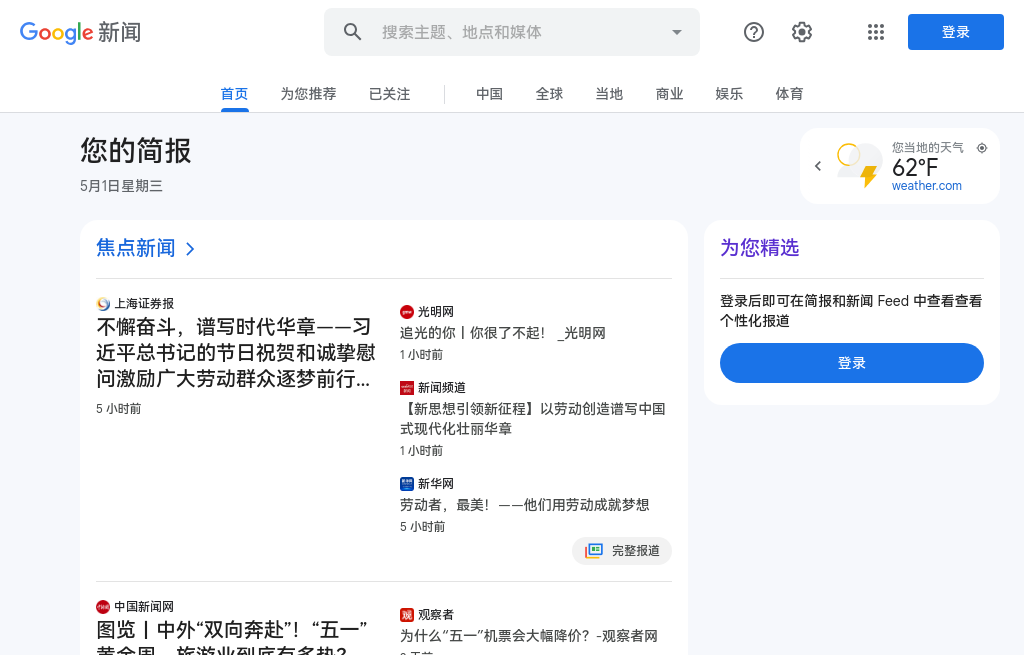 Google 新闻
搜索主题、地点和媒体
登录
首页
为您推荐
已关注
中国
全球
当地
商业
娱乐
体育
您的简报
5月1日星期三
您当地的天气
62°F
weather.com
焦点新闻
上海证券报
不懈奋斗，谱写时代华章——习
近平总书记的节日祝贺和诚挚慰
问激励广大劳动群众逐梦前行...
5 小时前
光明网
追光的你丨你很了不起！ _光明网
1 小时前
新闻频道
【新思想引领新征程】以劳动创造谱写中国
式现代化壮丽华章
1 小时前
新华网
劳动者，最美！——他们用劳动成就梦想
5 小时前
完整报道
中国新闻网
图览丨中外“双向奔赴”！“五一”
黄金周，旅游业到底有多热？
观察者
为什么“五一”机票会大幅降价？-观察者网
为您精选
登录后即可在简报和新闻 Feed 中查看查看
个性化报道
登录